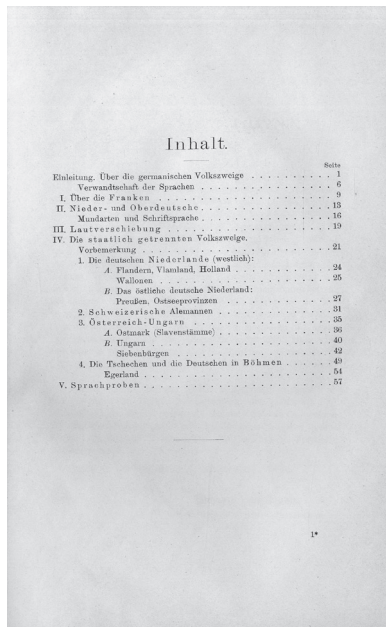 Inhalt.
Seite
Einleitung. Über die germanischen Volkszweige . . . . . . . . . . 1
Verwandtschaft der Sprachen . . . . . . . . . . . . . . 6
I. Über die Franken . . . . . . . . . . . . . . . . . . 9
II. Nieder- und Oberdeutsche . . . . . . . . . . . . . . 13
Mundarten und Schriftsprache . . . . . . . . . . . . . . 16
III. Lautverschiebung . . . . . . . . . . . . . . . . . 19
IV. Die staatlich getrennten Volkszweige.
Vorbemerkung . . . . . . . . . . . . . . . . . . . . 21
1. Die deutschen Niederlande (westlich):
A. Flandern, Vlamland, Holland . . . . . . . . . . . 24
Wallonen . . . . . . . . . . . . . . . . . . 25
B. Das östliche deutsche Niederland:
Preußen, Ostseeprovinzen . . . . . . . . . . . . 27
2. Schweizerische Alemannen . . . . . . . . . . . . 31
3. Österreich-Ungarn . . . . . . . . . . . . . . . 35
A. Ostmark (Slavenstämme) . . . . . . . . . . . . 36
B. Ungarn . . . . . . . . . . . . . . . . . . . 40
Siebenbürgen . . . . . . . . . . . . . . . . 42
4. Die Tschechen und die Deutschen in Böhmen . . . . . 49
Egerland . . . . . . . . . . . . . . . . . . . 54
V. Sprachproben . . . . . . . . . . . . . . . . . . . 57
1*